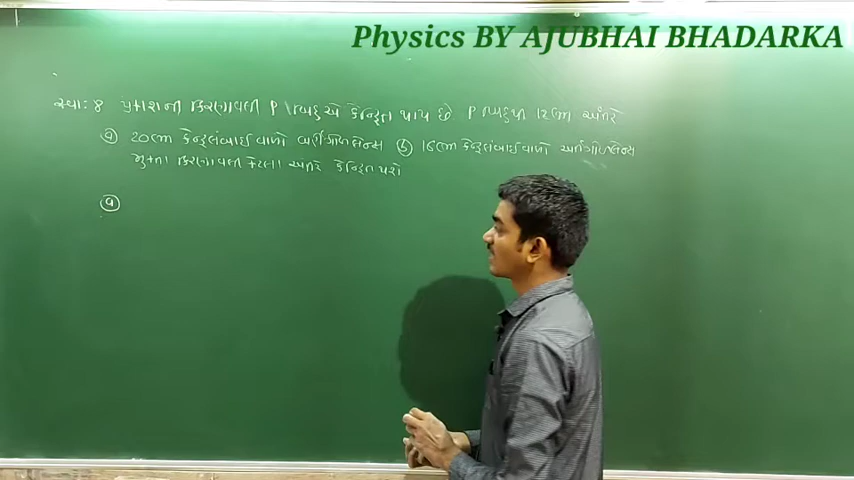 Physics BY AJUBHAI BHADARKA
સ્વા: 8 પ્રકાશની કિરણાવલી P બિંદુએ કેન્દ્રિત થાય છે P બિંદુથી 12cm અંતરે
ⓐ 20cm કેન્દ્રલંબાઈ વાળો બહિર્ગોળ લેન્સ ⓑ 16cm કેન્દ્રલંબાઈ વાળો અંતર્ગોળ લેન્સ
મુકતા કિરણાવલી કેટલા અંતરે કેન્દ્રિત થશે
ⓐ